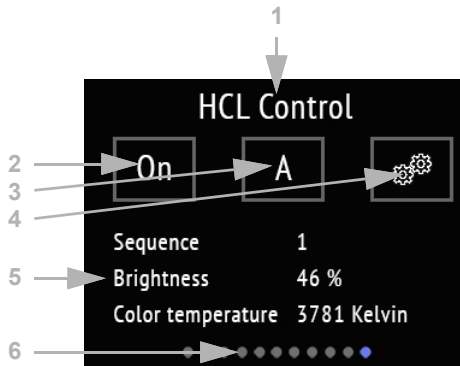 1
HCL Control
2
On
A
3
4
Sequence 1
5
Brightness 46 %
Color temperature 3781 Kelvin
6